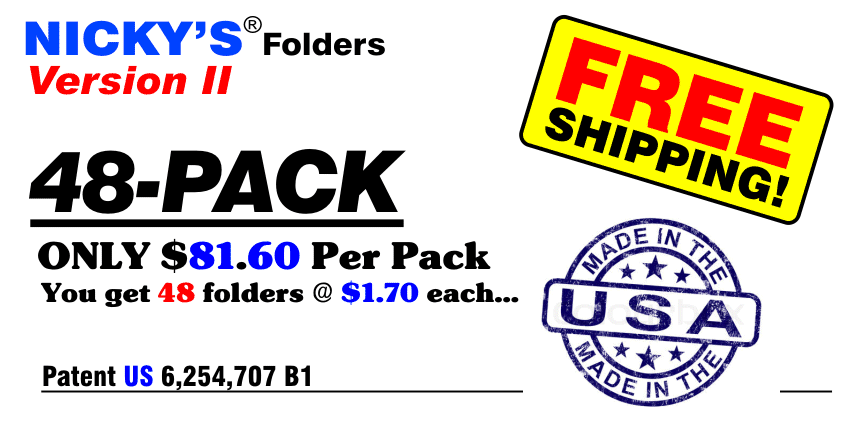 NICKY'S® Folders
Version II
FREE
SHIPPING!
48-PACK
ONLY $81.60 Per Pack
You get 48 folders @ $1.70 each...
MADE IN THE
USA
MADE IN THE
Patent US 6,254,707 B1